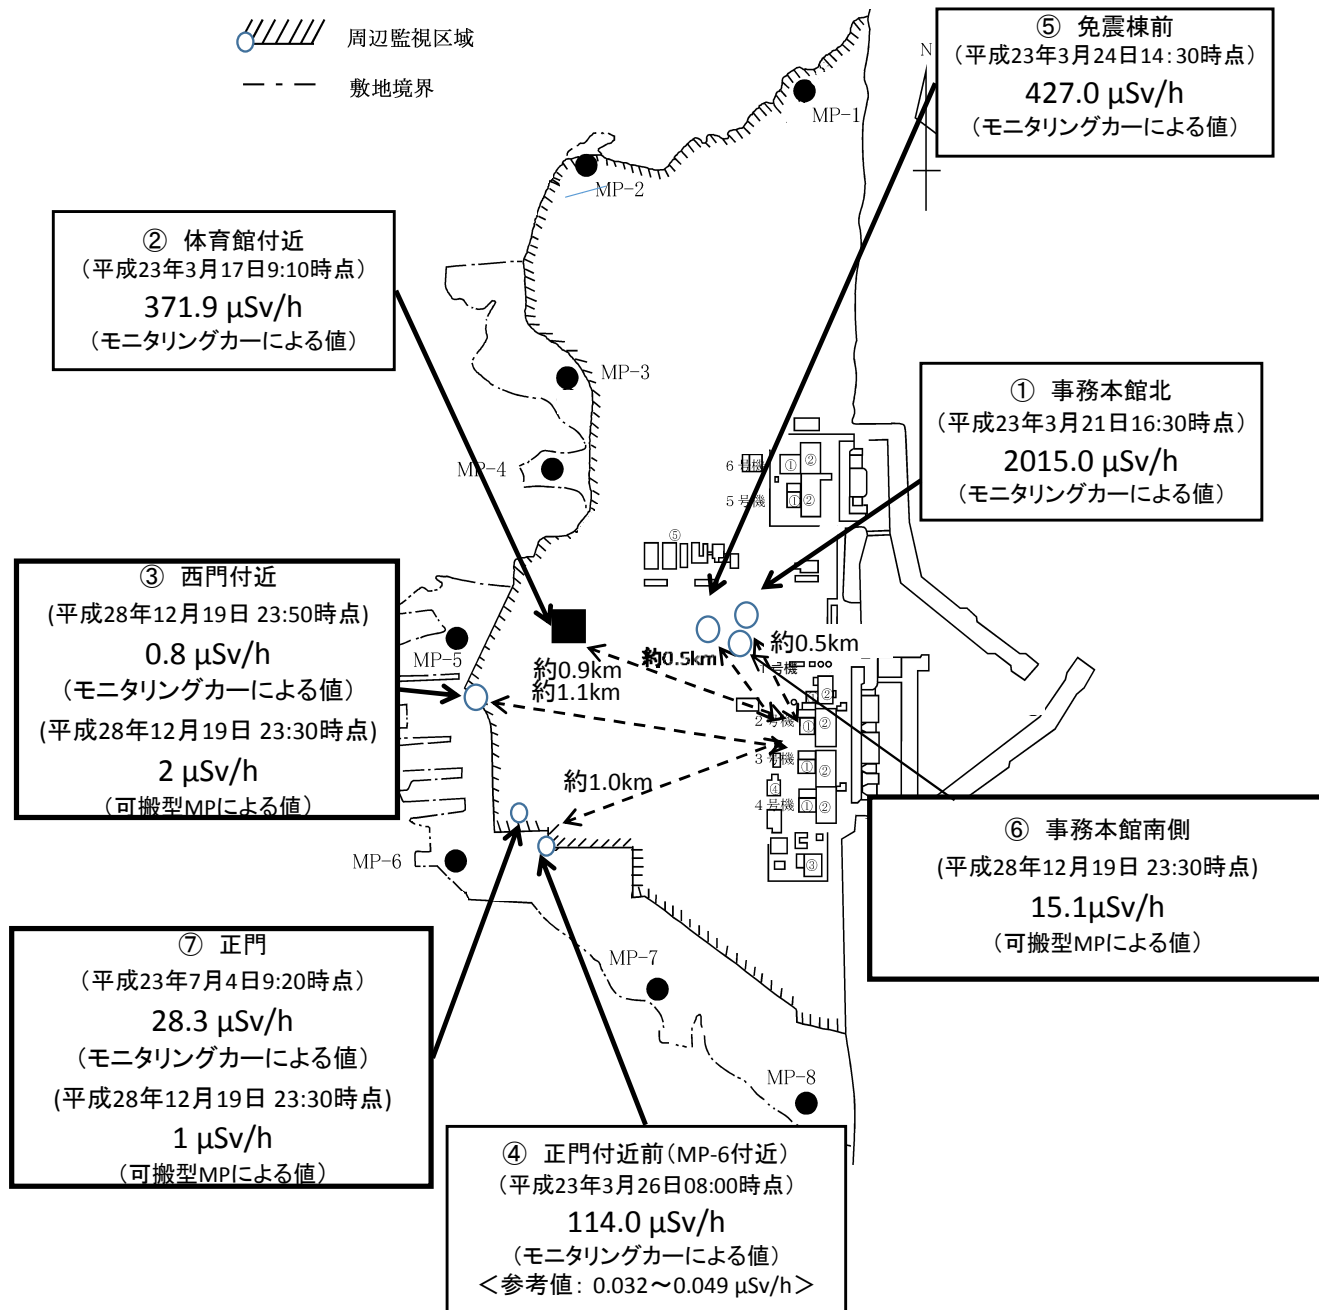 周辺監視区域
敷地境界
⑤ 免震棟前
(平成23年3月24日14:30時点)
427.0 μSv/h
(モニタリングカーによる値)
N
MP-1
MP-2
② 体育館付近
(平成23年3月17日9:10時点)
371.9 μSv/h
(モニタリングカーによる値)
MP-3
① 事務本館北
(平成23年3月21日16:30時点)
2015.0 μSv/h
(モニタリングカーによる値)
MP-4
6号機
①
②
5号機
①
②
⑤
③ 西門付近
(平成28年12月19日 23:50時点)
0.8 μSv/h
(モニタリングカーによる値)
(平成28年12月19日 23:30時点)
2 μSv/h
(可搬型MPによる値)
MP-5
約0.9km
約1.1km
約0.5km
約0.5km
1号機
②
2号機
①
②
3号機
①
②
④
4号機
①
②
③
約1.0km
MP-6
⑥ 事務本館南側
(平成28年12月19日 23:30時点)
15.1μSv/h
(可搬型MPによる値)
⑦ 正門
(平成23年7月4日9:20時点)
28.3 μSv/h
(モニタリングカーによる値)
(平成28年12月19日 23:30時点)
1 μSv/h
(可搬型MPによる値)
MP-7
MP-8
④ 正門付近前(MP-6付近)
(平成23年3月26日08:00時点)
114.0 μSv/h
(モニタリングカーによる値)
<参考値: 0.032～0.049 μSv/h>